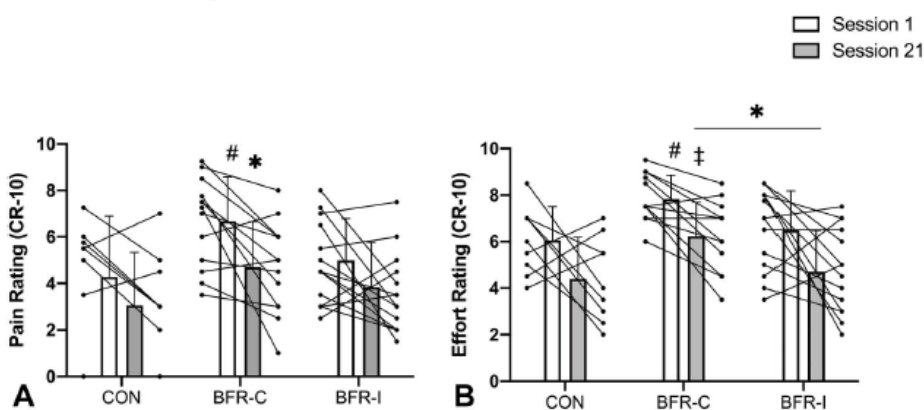 Session 1
Session 21
Pain Rating (CR-10)
10
8
6
4
2
0
# *
CON BFR-C BFR-I
A
Effort Rating (CR-10)
10
8
6
4
2
0
*
# ‡
CON BFR-C BFR-I
B